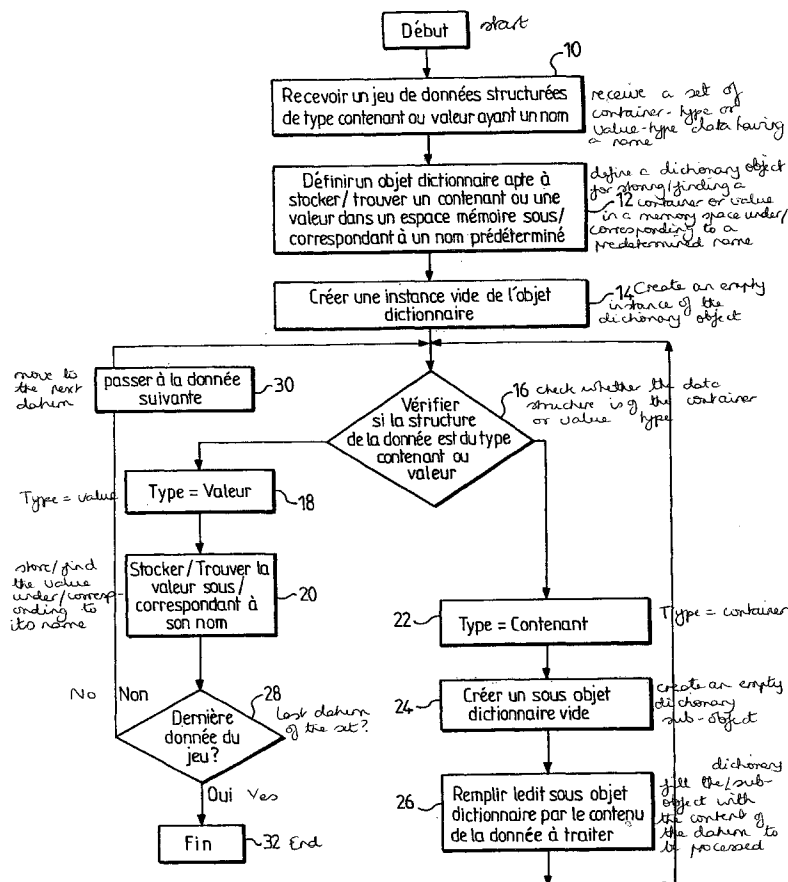 Début
start
10
Recevoir un jeu de données structurées
de type contenant ou valeur ayant un nom
receive a set of
container-type or
value-type data having
a name
Définir un objet dictionnaire apte à
stocker/ trouver un contenant ou une
valeur dans un espace mémoire sous/
correspondant à un nom prédéterminé
define a dictionary object
for storing/finding a
12 container or value
in a memory space under/
corresponding to a
predetermined name
Créer une instance vide de l'objet
dictionnaire
14 Create an empty
instance of the
dictionary object
move to
the next
datum
passer à la donnée
suivante
30
Vérifier
si la structure
de la donnée est du type
contenant ou
valeur
16 check whether the data
structure is of the container
or value type
Type = value
Type = Valeur
18
store/find
the value
under/corresp-
onding to
its name
Stocker/Trouver la
valeur sous/
correspondant à
son nom
20
22
Type = Contenant
Type = container
24
Créer un sous objet
dictionnaire vide
create an empty
dictionary
sub-object
No Non
Dernière
donnée du
jeu?
28
Last datum
of the set?
26
Remplir ledit sous objet
dictionnaire par le contenu
de la donnée à traiter
dictionary
fill the/sub-
object with
the content of
the datum to
be processed
Oui Yes
Fin
32 End